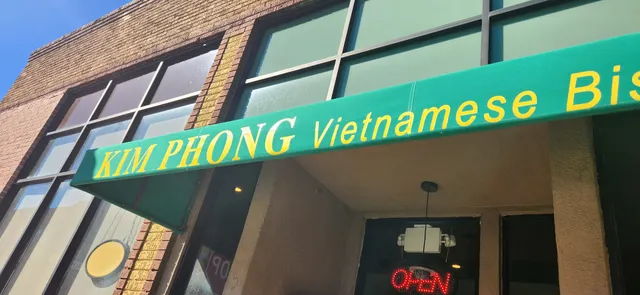 KIM PHONG Vietnamese Bis
OPEN